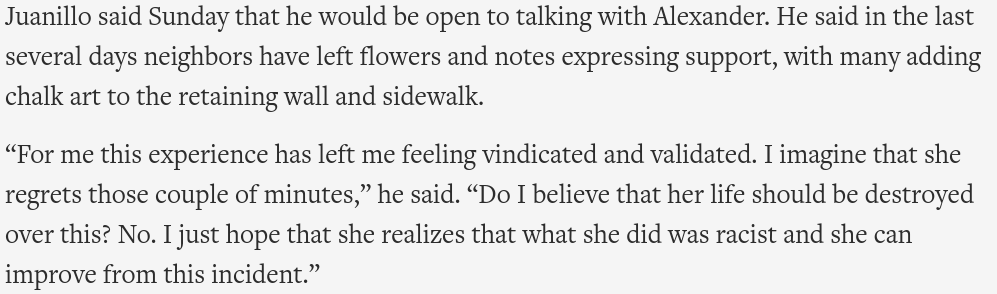 Juanillo said Sunday that he would be open to talking with Alexander. He said in the last
several days neighbors have left flowers and notes expressing support, with many adding
chalk art to the retaining wall and sidewalk.
“For me this experience has left me feeling vindicated and validated. I imagine that she
regrets those couple of minutes,” he said. “Do I believe that her life should be destroyed
over this? No. I just hope that she realizes that what she did was racist and she can
improve from this incident.”